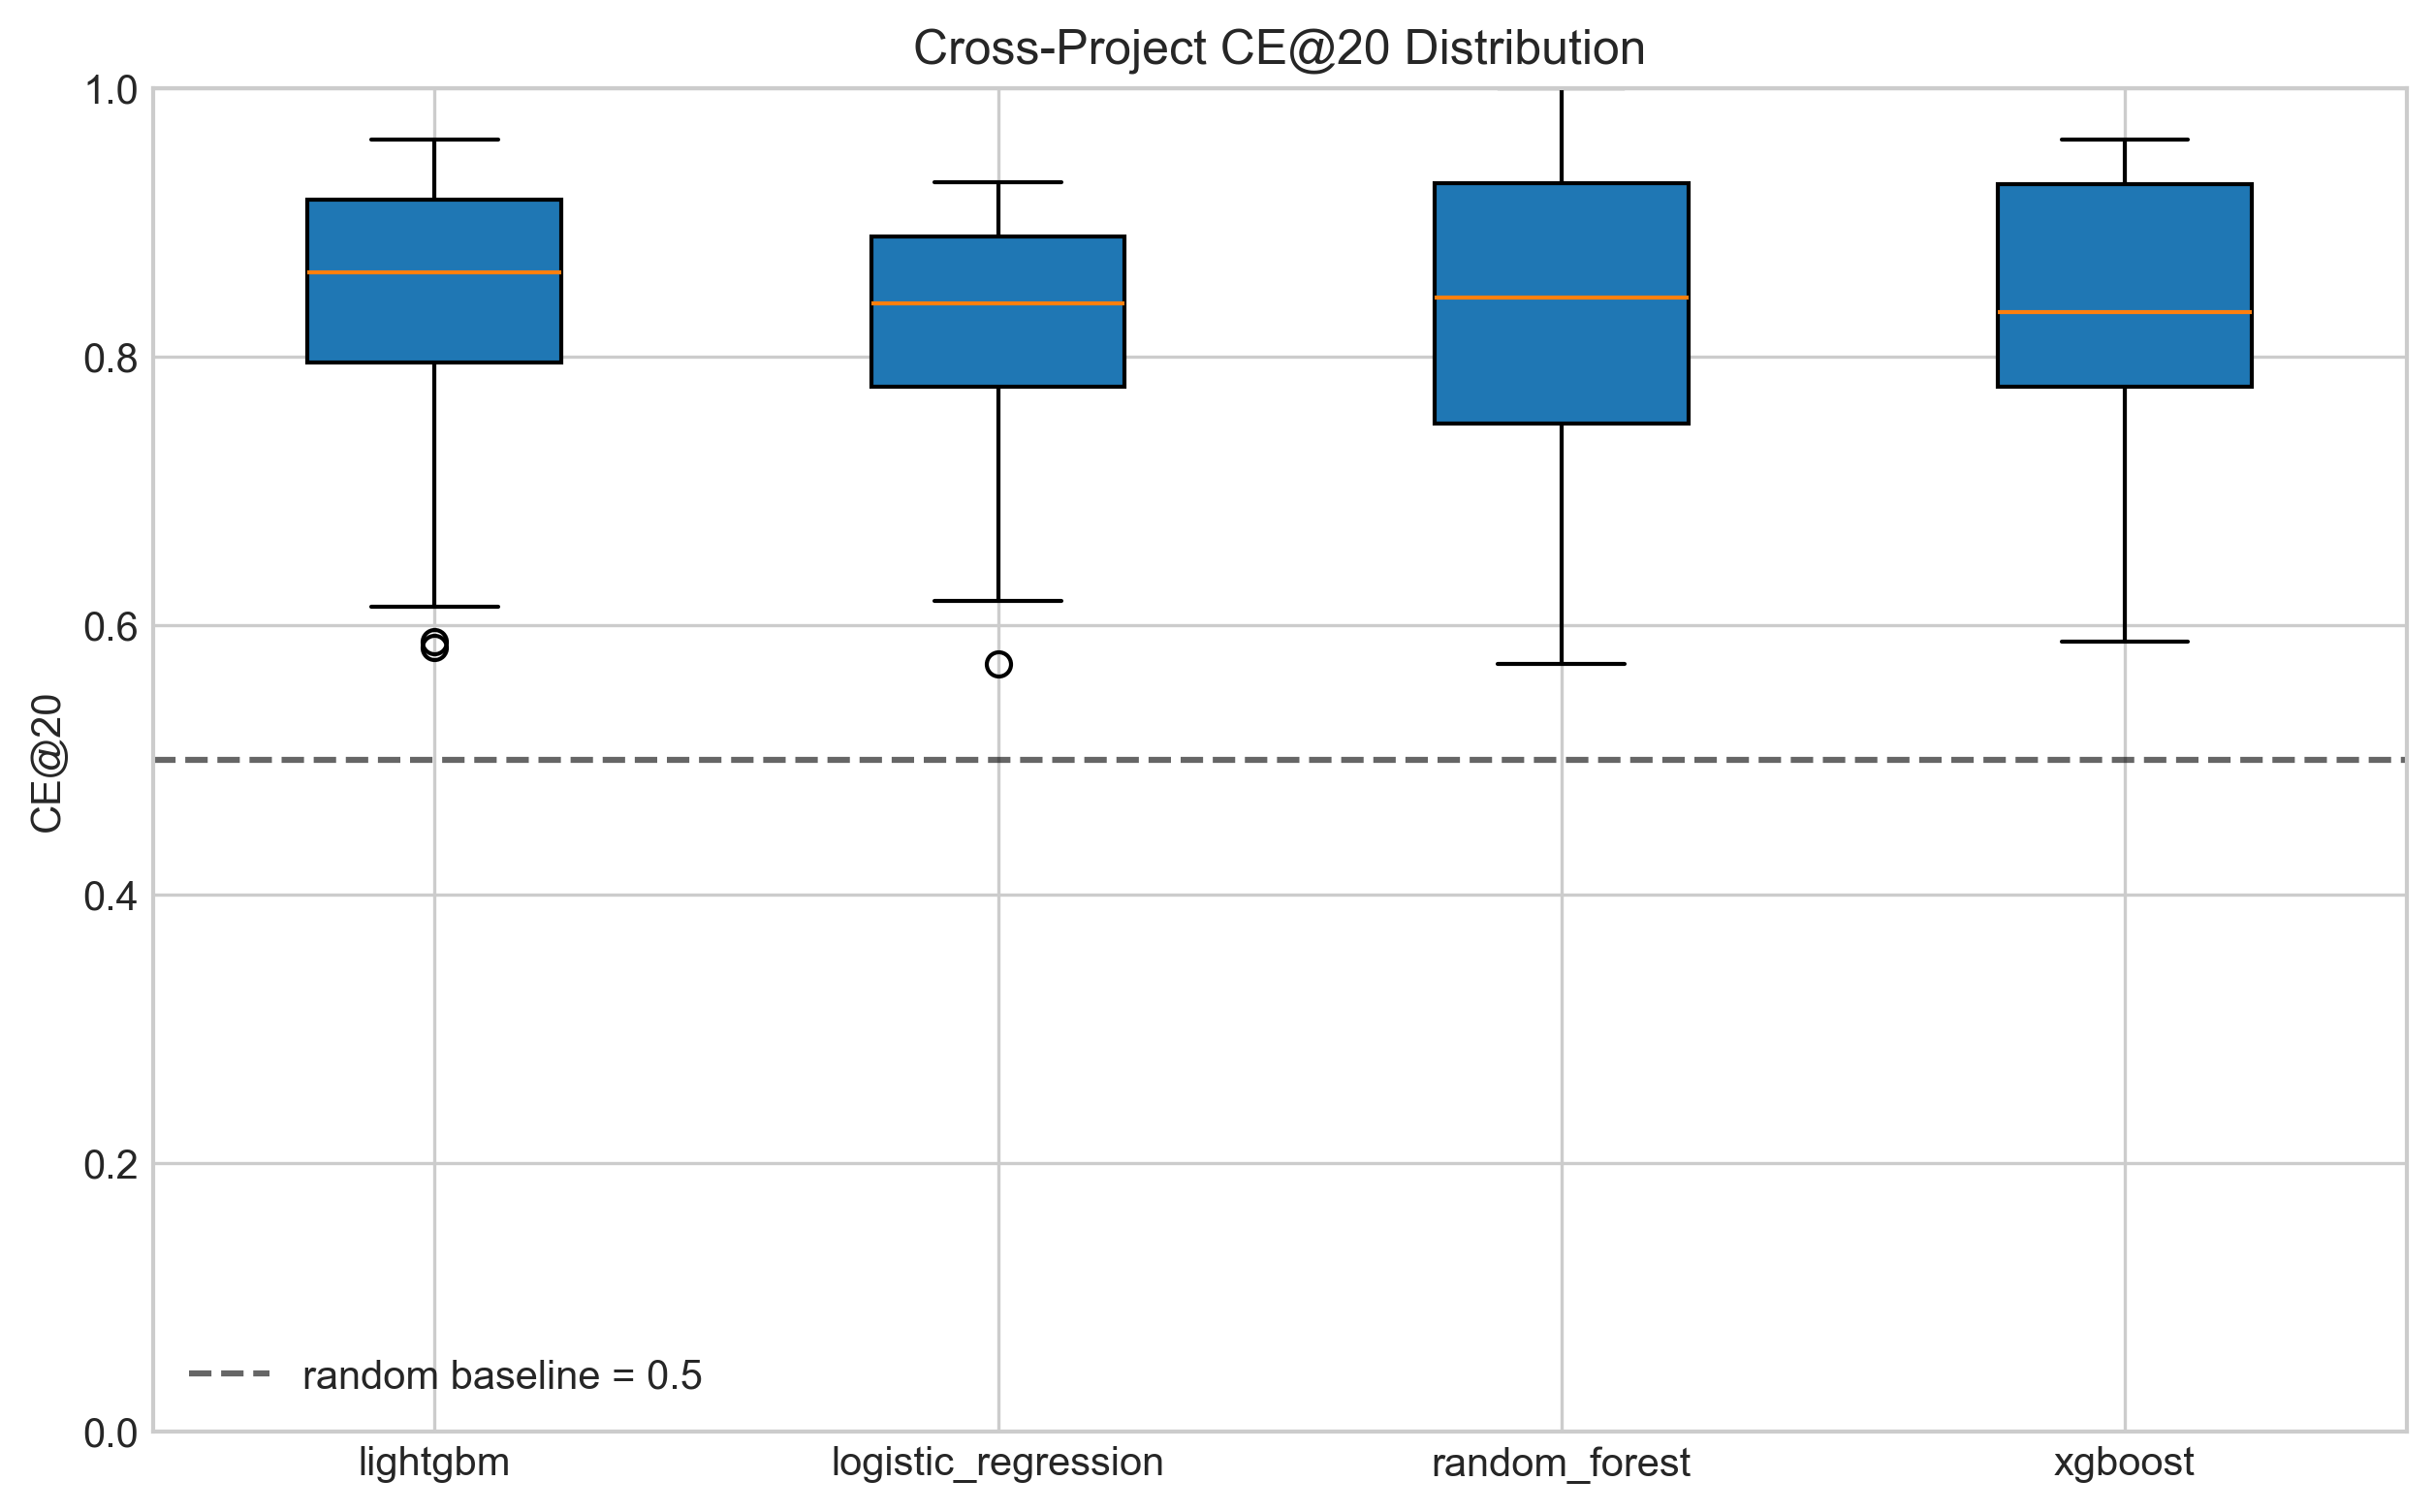 Cross-Project CE@20 Distribution
1.0
0.8
0.6
0.4
0.2
0.0
CE@20
random baseline = 0.5
lightgbm
logistic_regression
random_forest
xgboost